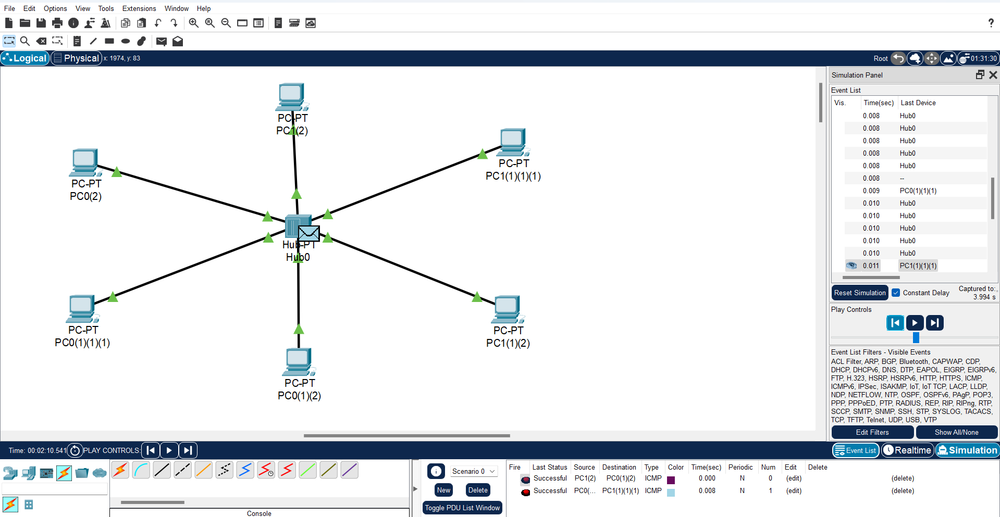 File Edit Options View Tools Extensions Window Help
?
Logical Physical x: 1974, y: 83 Root 01:31:30
PC-PT
PC1(2)
PC-PT
PC1(1)(1)(1)
PC-PT
PC0(2)
Hub-PT
Hub0
PC-PT
PC0(1)(1)(1)
PC-PT
PC1(1)(2)
PC-PT
PC0(1)(2)
Simulation Panel
Event List
Vis. Time(sec) Last Device
0.008 Hub0
0.008 Hub0
0.008 Hub0
0.008 Hub0
0.008 Hub0
0.008 --
0.009 PC0(1)(1)(1)
0.010 Hub0
0.010 Hub0
0.010 Hub0
0.010 Hub0
0.010 Hub0
0.011 PC1(1)(1)(1)
Reset Simulation Constant Delay Captured to:
3.994 s
Play Controls
Event List Filters - Visible Events
ACL Filter, ARP, BGP, Bluetooth, CAPWAP, CDP,
DHCP, DHCPv6, DNS, DTP, EAPOL, EIGRP, EIGRPv6,
FTP, H.323, HSRP, HSRPv6, HTTP, HTTPS, ICMP,
ICMPv6, IPSec, ISAKMP, IoT, IoT TCP, LACP, LLDP,
NDP, NETFLOW, NTP, OSPF, OSPFv6, PAgP, POP3,
PPP, PPPoED, PTP, RADIUS, REP, RIP, RIPng, RTP,
SCCP, SMTP, SNMP, SSH, STP, SYSLOG, TACACS,
TCP, TFTP, Telnet, UDP, USB, VTP
Edit Filters Show All/None
Time: 00:02:10.541 PLAY CONTROLS: Event List Realtime Simulation
Scenario 0
New Delete
Toggle PDU List Window
Fire Last Status Source Destination Type Color Time(sec) Periodic Num Edit Delete
Successful PC1(2) PC0(1)(2) ICMP 0.000 N 0 (edit) (delete)
Successful PC0(... PC1(1)(1)(1) ICMP 0.008 N 1 (edit) (delete)
Console